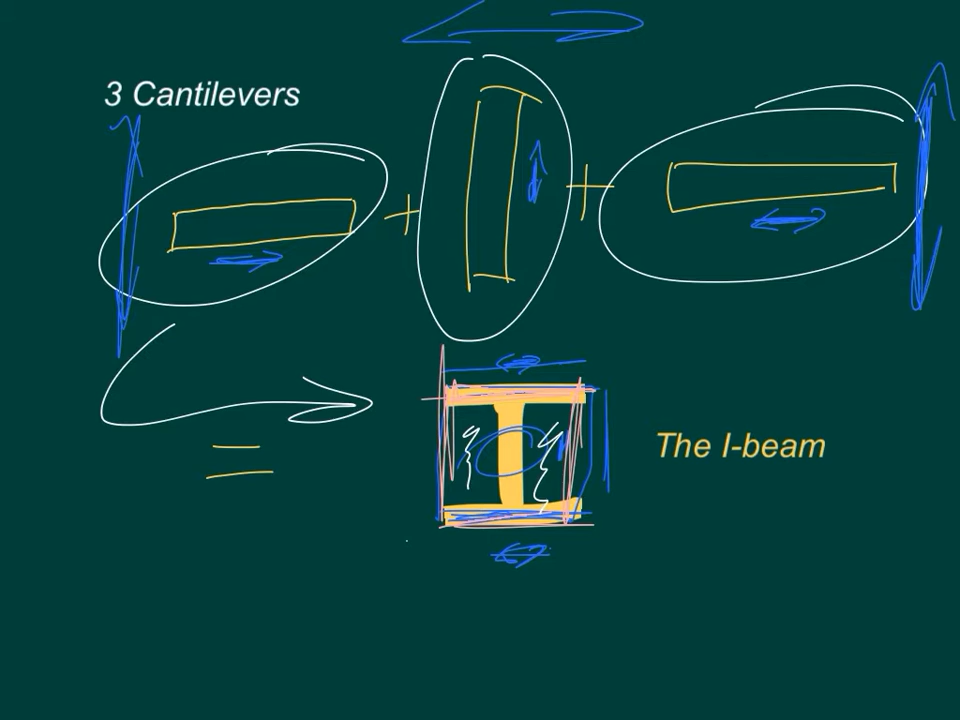 3 Cantilevers
+
+
=
The I-beam